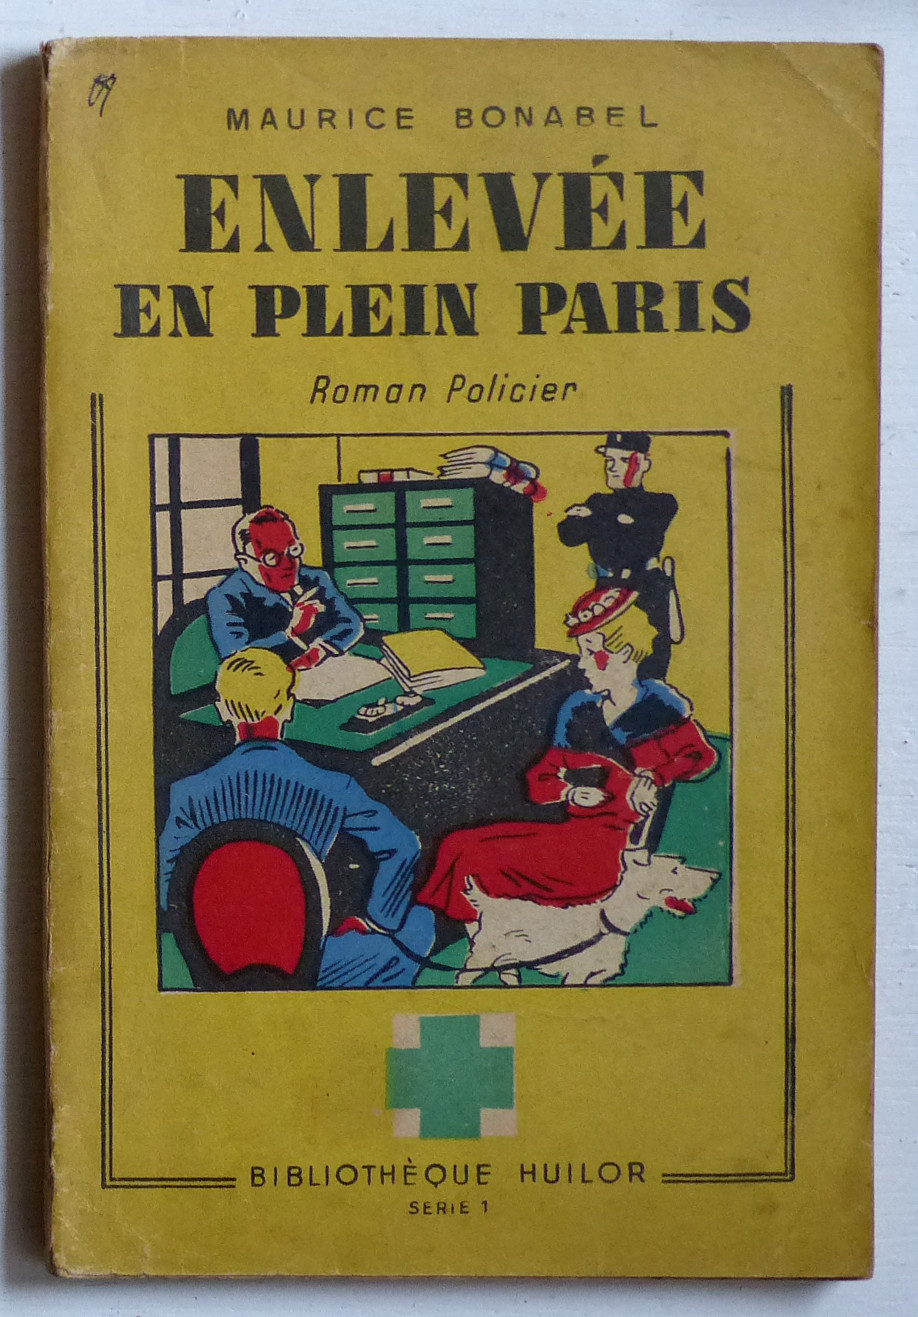 MAURICE BONABEL
ENLEVÉE
EN PLEIN PARIS
Roman Policier
BIBLIOTHÈQUE HUILOR
SERIE 1